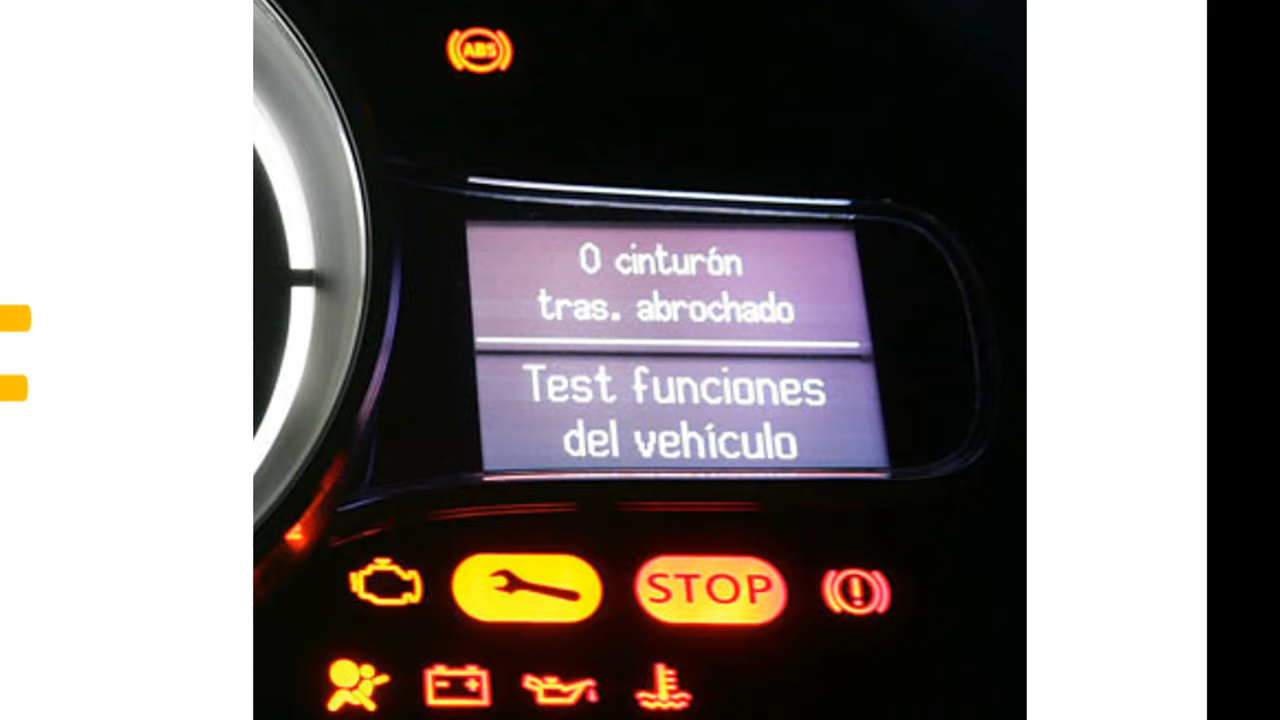 ABS
0 cinturón
tras. abrochado
Test funciones
del vehículo
STOP